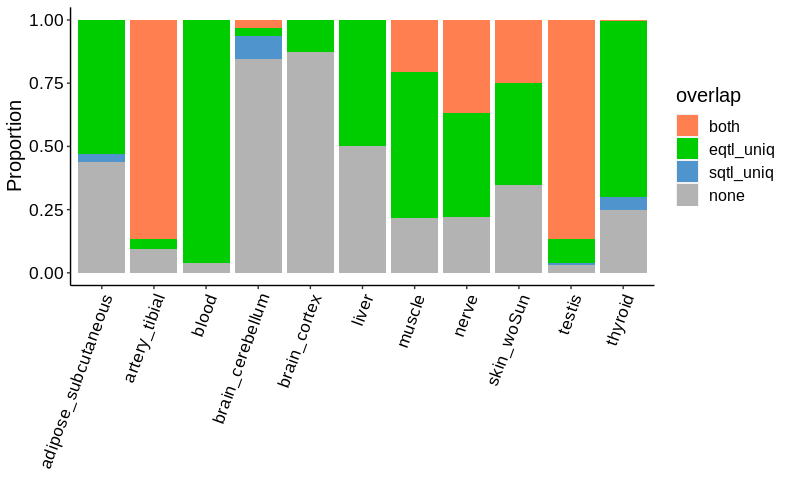 1.00
0.75
0.50
0.25
0.00
Proportion
adipose_subcutaneous
artery_tibial
blood
brain_cerebellum
brain_cortex
liver
muscle
nerve
skin_woSun
testis
thyroid
overlap
both
eqtl_uniq
sqtl_uniq
none